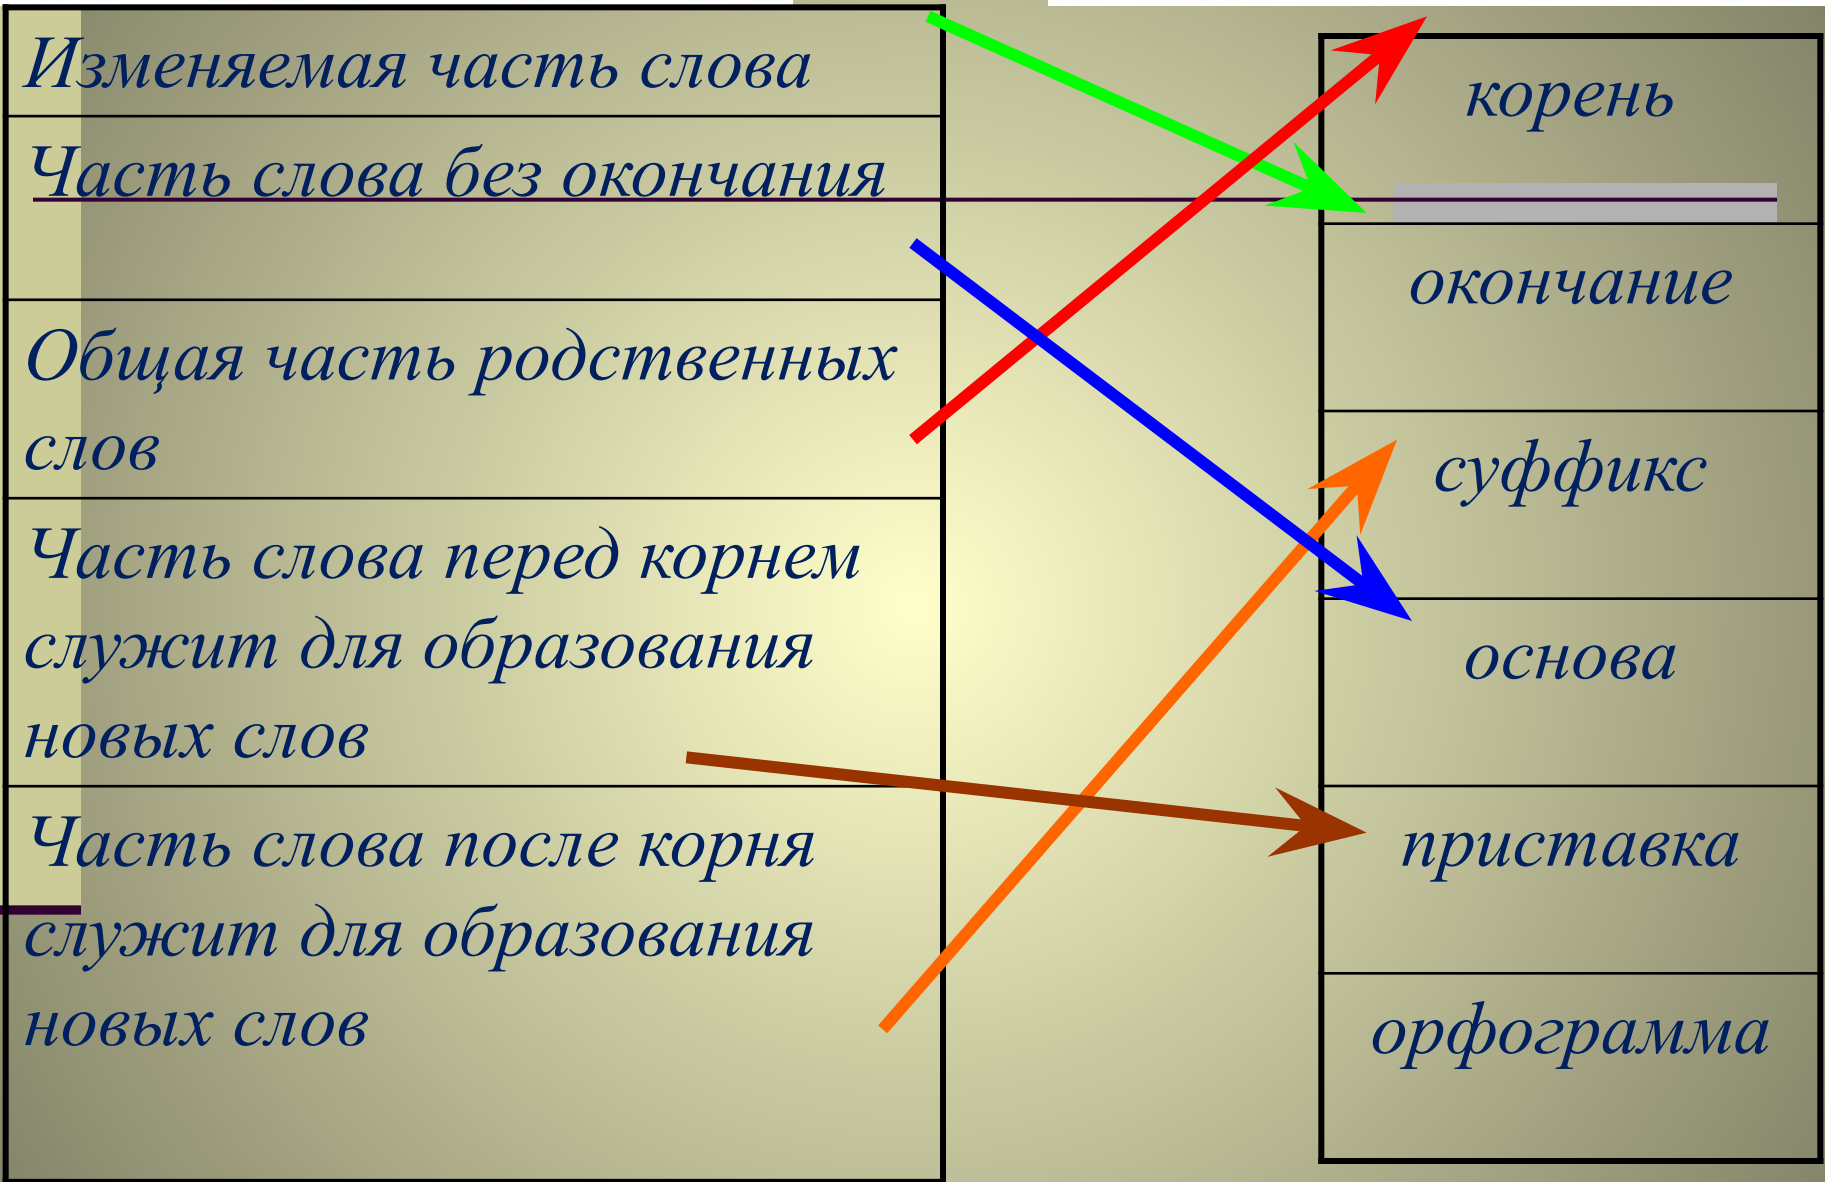 Изменяемая часть слова
Часть слова без окончания
Общая часть родственных
слов
Часть слова перед корнем
служит для образования
новых слов
Часть слова после корня
служит для образования
новых слов
корень
окончание
суффикс
основа
приставка
орфограмма